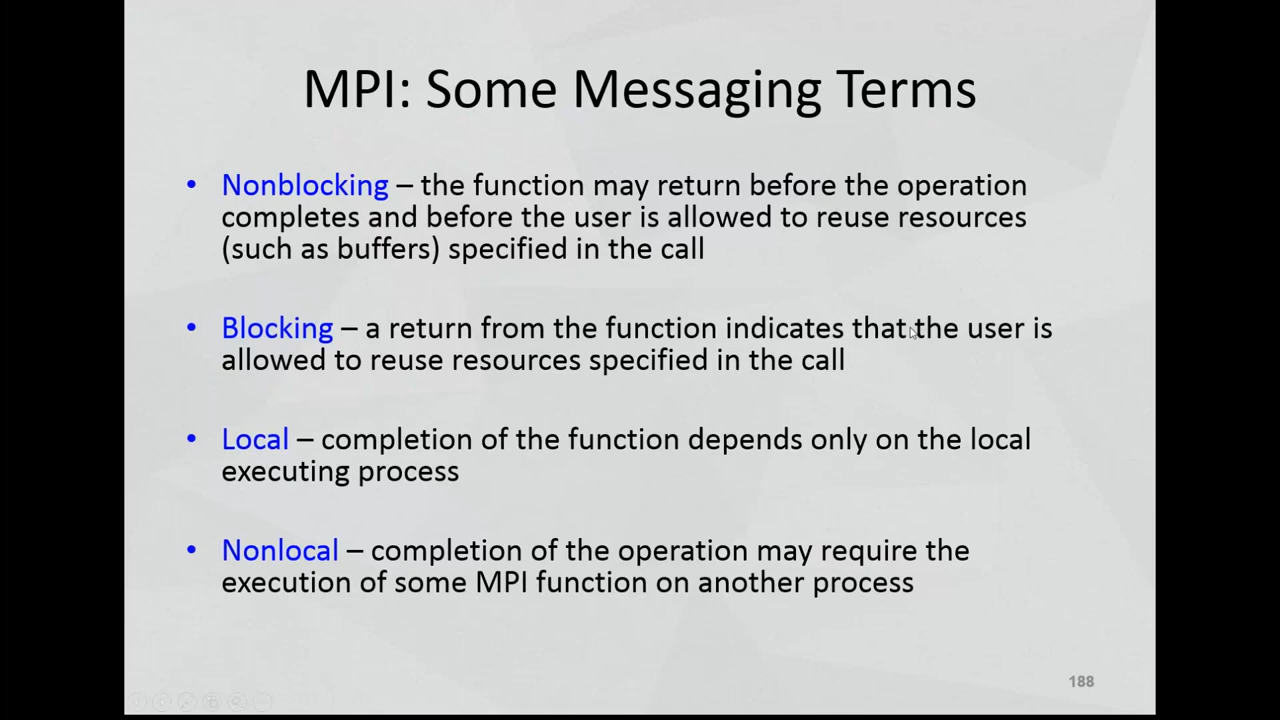 MPI: Some Messaging Terms
• Nonblocking – the function may return before the operation
completes and before the user is allowed to reuse resources
(such as buffers) specified in the call
• Blocking – a return from the function indicates that the user is
allowed to reuse resources specified in the call
• Local – completion of the function depends only on the local
executing process
• Nonlocal – completion of the operation may require the
execution of some MPI function on another process
188